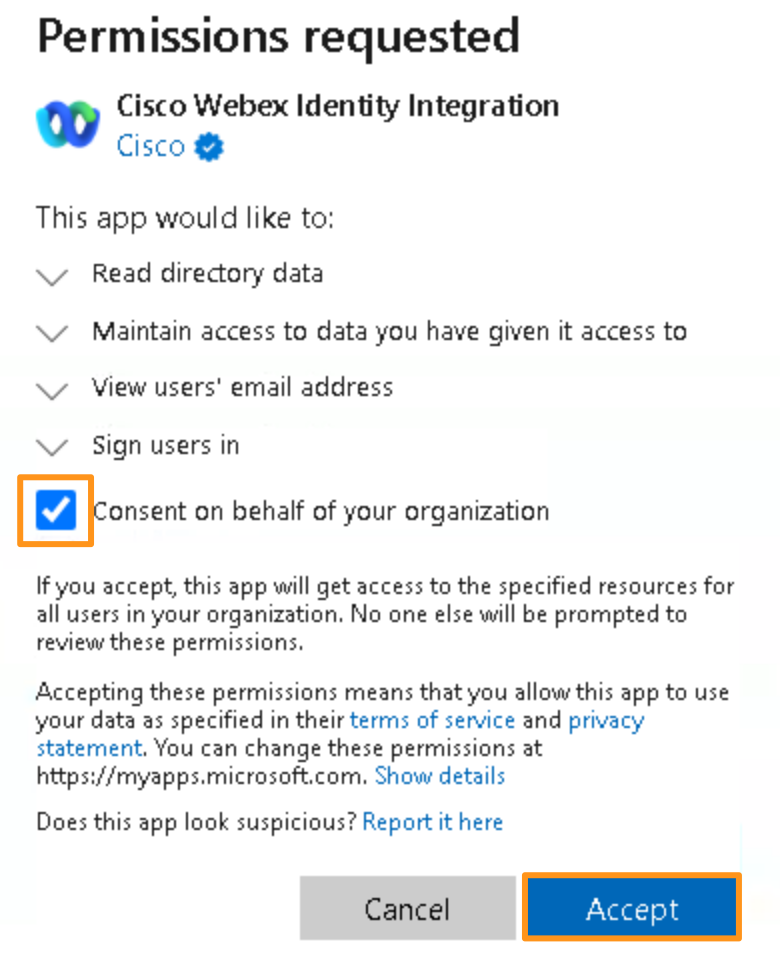 Permissions requested
Cisco Webex Identity Integration
Cisco
This app would like to:
Read directory data
Maintain access to data you have given it access to
View users' email address
Sign users in
Consent on behalf of your organization
If you accept, this app will get access to the specified resources for
all users in your organization. No one else will be prompted to
review these permissions.
Accepting these permissions means that you allow this app to use
your data as specified in their terms of service and privacy
statement. You can change these permissions at
https://myapps.microsoft.com. Show details
Does this app look suspicious? Report it here
Cancel
Accept